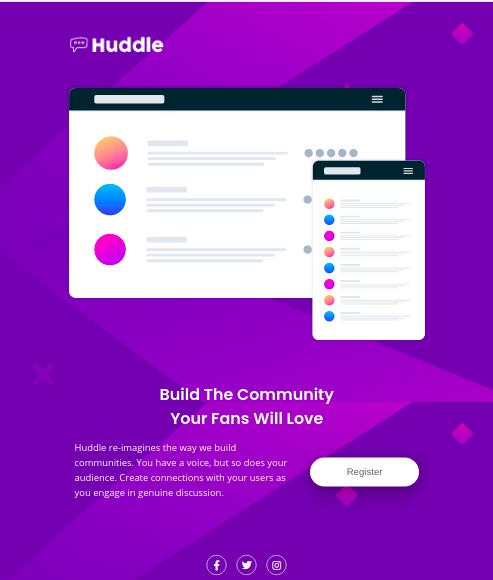 Huddle
Build The Community
Your Fans Will Love
Huddle re-imagines the way we build
communities. You have a voice, but so does your
audience. Create connections with your users as
you engage in genuine discussion.
Register